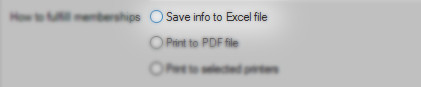 How to fulfill memberships Save info to Excel file
Print to PDF file
Print to selected printers